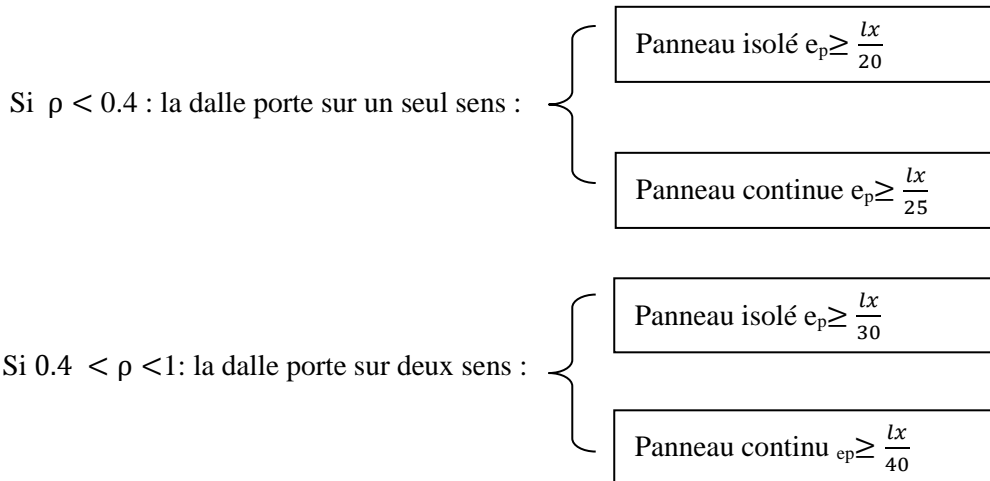 Panneau isolé eₚ≥ lx/20
Si ρ < 0.4 : la dalle porte sur un seul sens :
Panneau continue eₚ≥ lx/25
Panneau isolé eₚ≥ lx/30
Si 0.4 < ρ <1: la dalle porte sur deux sens :
Panneau continu ₑₚ≥ lx/40